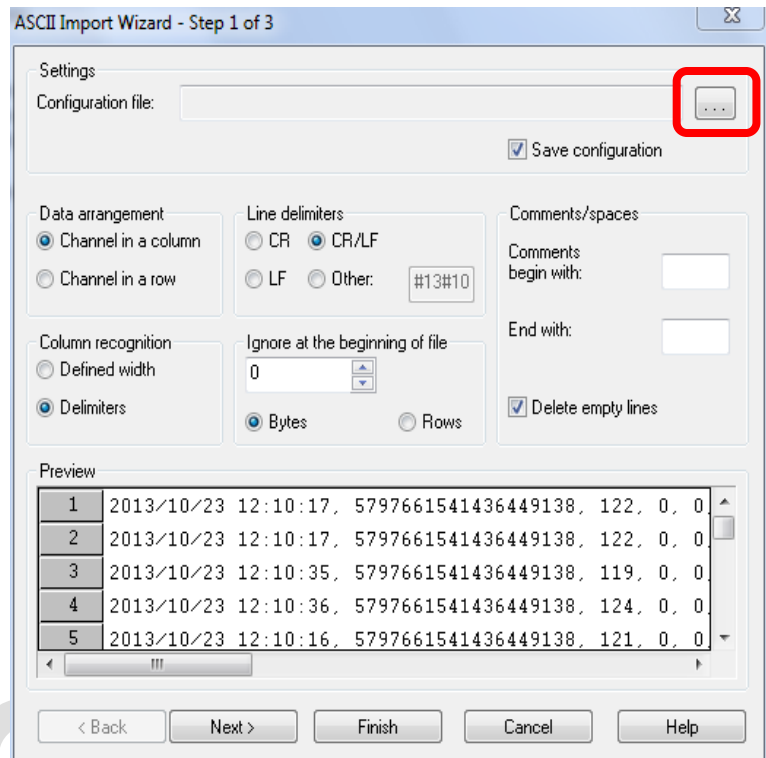 ASCII Import Wizard - Step 1 of 3
Settings
Configuration file:
...
Save configuration
Data arrangement
Channel in a column
Channel in a row
Line delimiters
CR
CR/LF
LF
Other:
#13#10
Comments/spaces
Comments
begin with:
End with:
Delete empty lines
Column recognition
Defined width
Delimiters
Ignore at the beginning of file
0
Bytes
Rows
Preview
1 2013/10/23 12:10:17, 5797661541436449138, 122, 0, 0
2 2013/10/23 12:10:17, 5797661541436449138, 122, 0, 0
3 2013/10/23 12:10:35, 5797661541436449138, 119, 0, 0
4 2013/10/23 12:10:36, 5797661541436449138, 124, 0, 0
5 2013/10/23 12:10:16, 5797661541436449138, 121, 0, 0
< Back
Next >
Finish
Cancel
Help